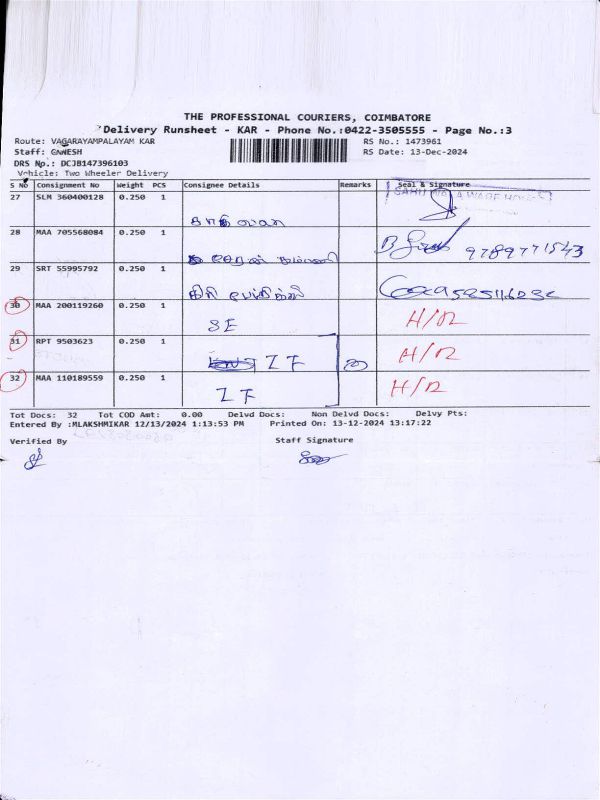 THE PROFESSIONAL COURIERS, COIMBATORE
Delivery Runsheet - KAR - Phone No.:0422-3505555 - Page No.:3
Route: VAGARAYAMPALAYAM KAR
RS No.: 1473961
Staff: GANESH
RS Date: 13-Dec-2024
DRS No.: DCJB147396103
Vehicle: Two Wheeler Delivery
S No Consignment No Weight PCS Consignee Details Remarks Seal & Signature
27 SLM 360400128 0.250 1
28 MAA 705568084 0.250 1 9789771543
29 SRT 55995792 0.250 1
30 MAA 200119260 0.250 1 SE H/R
31 RPT 9503623 0.250 1 ZF H/R
32 MAA 110189559 0.250 1 ZF H/R
Tot Docs: 32 Tot COD Amt: 0.00 Delvd Docs: Non Delvd Docs: Delvy Pts:
Entered By :MLAKSHMIKAR 12/13/2024 1:13:53 PM Printed On: 13-12-2024 13:17:22
Verified By Staff Signature